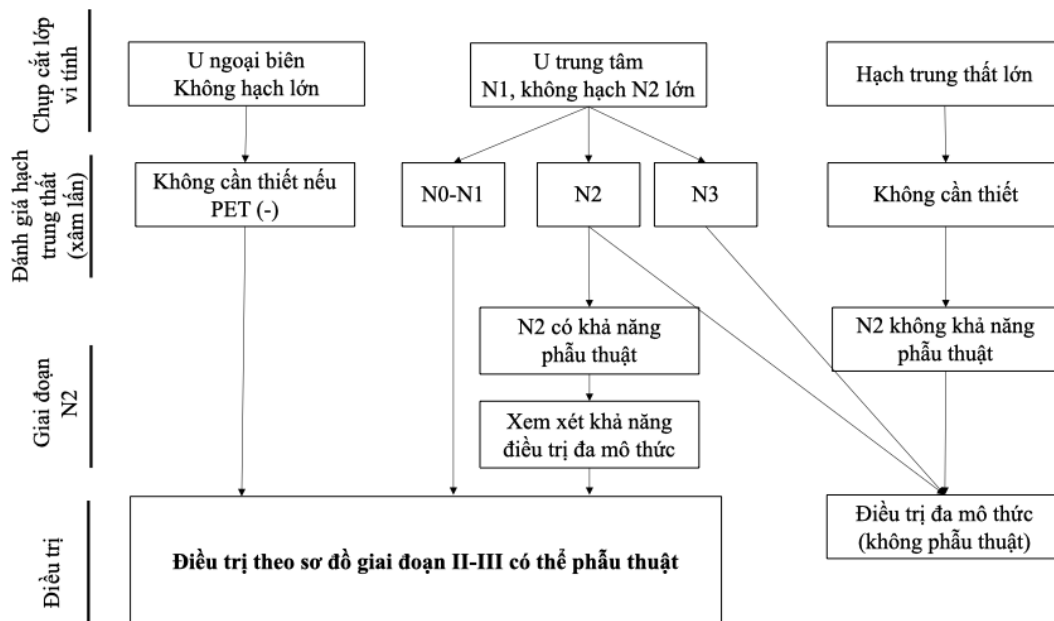 Chụp cắt lớp
vi tính
U ngoại biên
Không hạch lớn
U trung tâm
N1, không hạch N2 lớn
Hạch trung thất lớn
Đánh giá hạch
trung thất
(xâm lấn)
Không cần thiết nếu
PET (-)
N0-N1
N2
N3
Không cần thiết
Giai đoạn
N2
N2 có khả năng
phẫu thuật
N2 không khả năng
phẫu thuật
Xem xét khả năng
điều trị đa mô thức
Điều trị
Điều trị theo sơ đồ giai đoạn II-III có thể phẫu thuật
Điều trị đa mô thức
(không phẫu thuật)